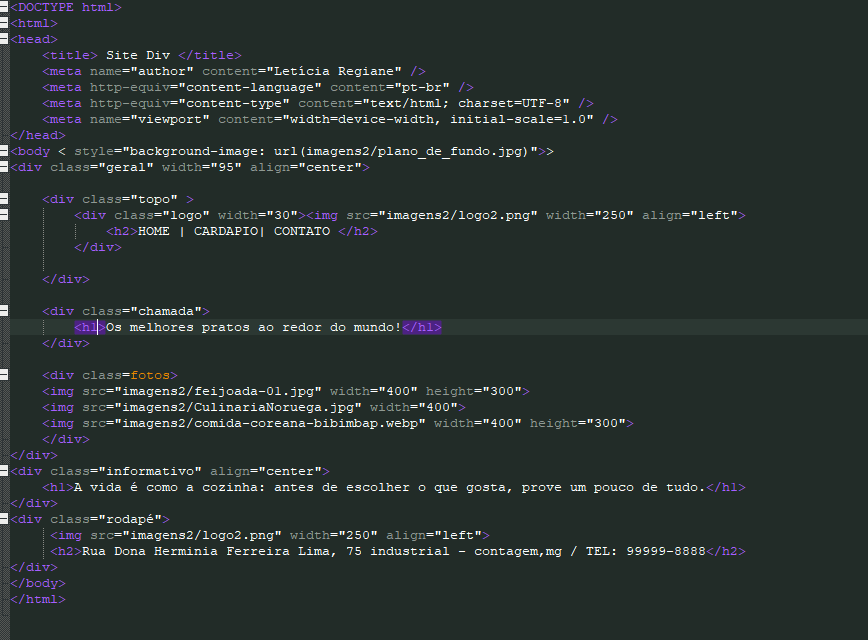 <DOCTYPE html>
<html>
<head>
    <title> Site Div </title>
    <meta name="author" content="Letícia Regiane" />
    <meta http-equiv="content-language" content="pt-br" />
    <meta http-equiv="content-type" content="text/html; charset=UTF-8" />
    <meta name="viewport" content="width=device-width, initial-scale=1.0" />
</head>
<body < style="background-image: url(imagens2/plano_de_fundo.jpg)">>
<div class="geral" width="95" align="center">
    <div class="topo" >
        <div class="logo" width="30"><img src="imagens2/logo2.png" width="250" align="left">
            <h2>HOME | CARDAPIO| CONTATO </h2>
        </div>
    </div>
    <div class="chamada">
        <h1>Os melhores pratos ao redor do mundo!</h1>
    </div>
    <div class=fotos>
    <img src="imagens2/feijoada-01.jpg" width="400" height="300">
    <img src="imagens2/CulinariaNoruega.jpg" width="400">
    <img src="imagens2/comida-coreana-bibimbap.webp" width="400" height="300">
    </div>
</div>
<div class="informativo" align="center">
    <h1>A vida é como a cozinha: antes de escolher o que gosta, prove um pouco de tudo.</h1>
</div>
<div class="rodapé">
     <img src="imagens2/logo2.png" width="250" align="left">
     <h2>Rua Dona Herminia Ferreira Lima, 75 industrial - contagem,mg / TEL: 99999-8888</h2>
</div>
</body>
</html>